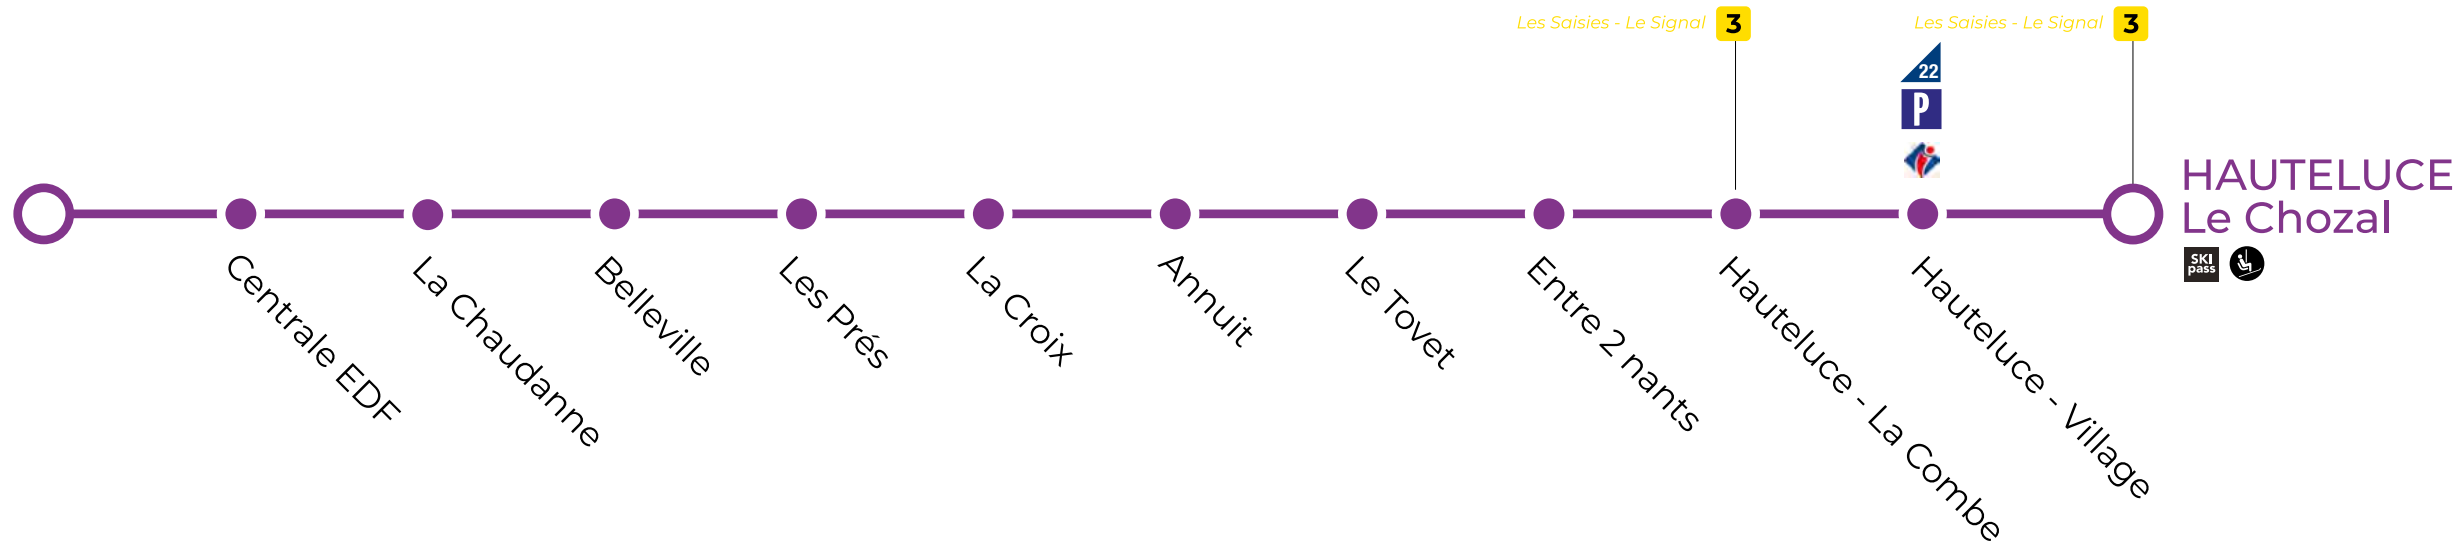 Les Saisies - Le Signal 3
Les Saisies - Le Signal 3
22
P
HAUTELUCE
Le Chozal
SKI
pass
Centrale EDF
La Chaudanne
Belleville
Les Prés
La Croix
Annuit
Le Tovet
Entre 2 nants
Hauteluce - La Combe
Hauteluce - Village